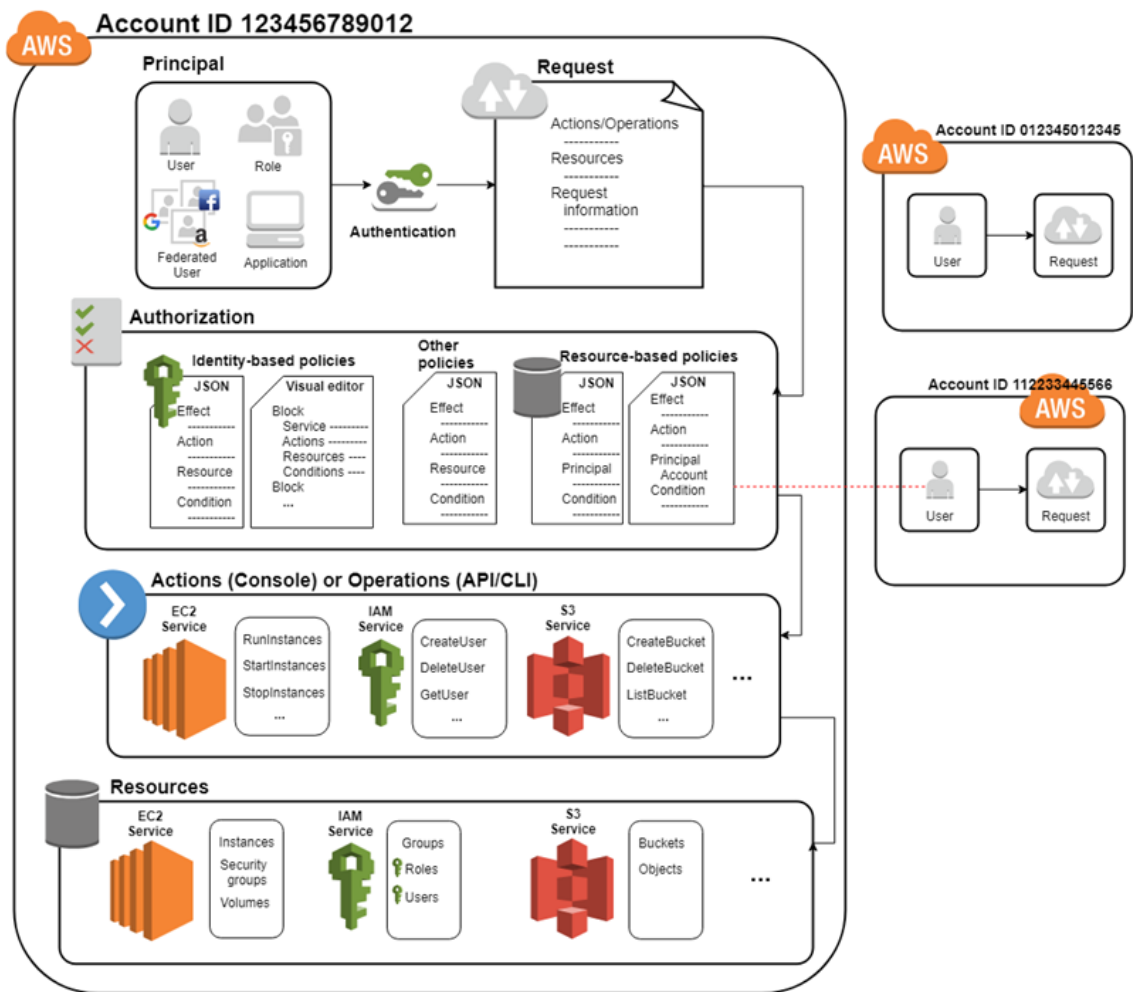 AWS
Account ID 123456789012
Principal
User
Role
G
f
a
Federated
User
Application
Authentication
Request
Actions/Operations
-----------
Resources
-----------
Request
information
-----------
-----------
Account ID 012345012345
AWS
User
Request
Authorization
Identity-based policies
JSON
Effect
-----------
Action
-----------
Resource
-----------
Condition
-----------
Visual editor
Block
Service ---------
Actions ---------
Resources ----
Conditions ----
Block
...
Other
policies
JSON
Effect
-----------
Action
-----------
Resource
-----------
Condition
-----------
Resource-based policies
JSON
Effect
-----------
Action
-----------
Principal
-----------
Condition
-----------
JSON
Effect
-----------
Action
-----------
Principal
Account
Condition
-----------
Account ID 112233445566
AWS
User
Request
Actions (Console) or Operations (API/CLI)
EC2
Service
RunInstances
StartInstances
StopInstances
...
IAM
Service
CreateUser
DeleteUser
GetUser
...
S3
Service
CreateBucket
DeleteBucket
ListBucket
...
...
Resources
EC2
Service
Instances
Security
groups
Volumes
IAM
Service
Groups
Roles
Users
S3
Service
Buckets
Objects
...